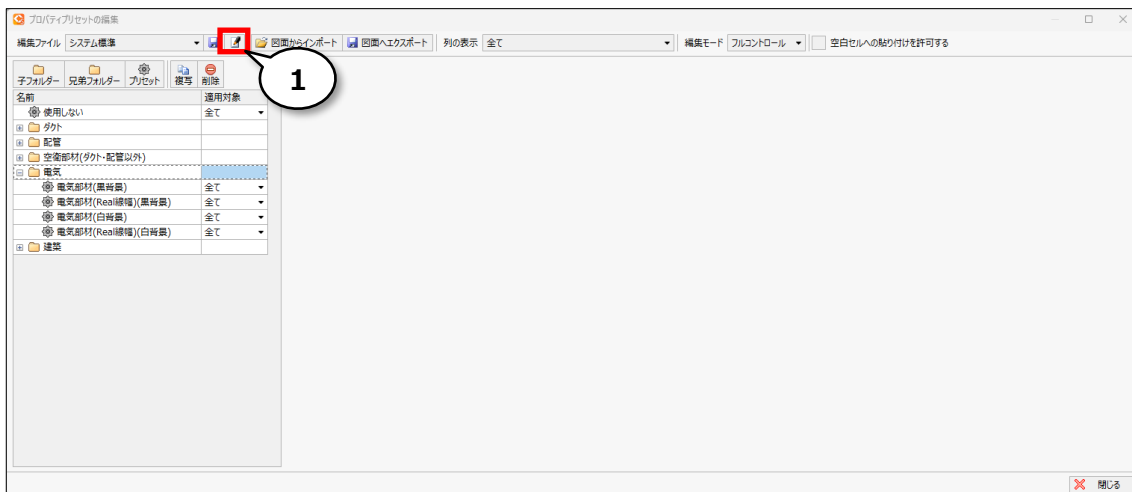 プロパティプリセットの編集
編集ファイル システム標準 図面からインポート 図面へエクスポート 列の表示 全て 編集モード フルコントロール 空白セルへの貼り付けを許可する
1
子フォルダー 兄弟フォルダー プリセット 複写 削除
名前 適用対象
使用しない 全て
ダクト
配管
空衛部材(ダクト・配管以外)
電気
電気部材(黒背景) 全て
電気部材(Real線幅)(黒背景) 全て
電気部材(白背景) 全て
電気部材(Real線幅)(白背景) 全て
建築
閉じる